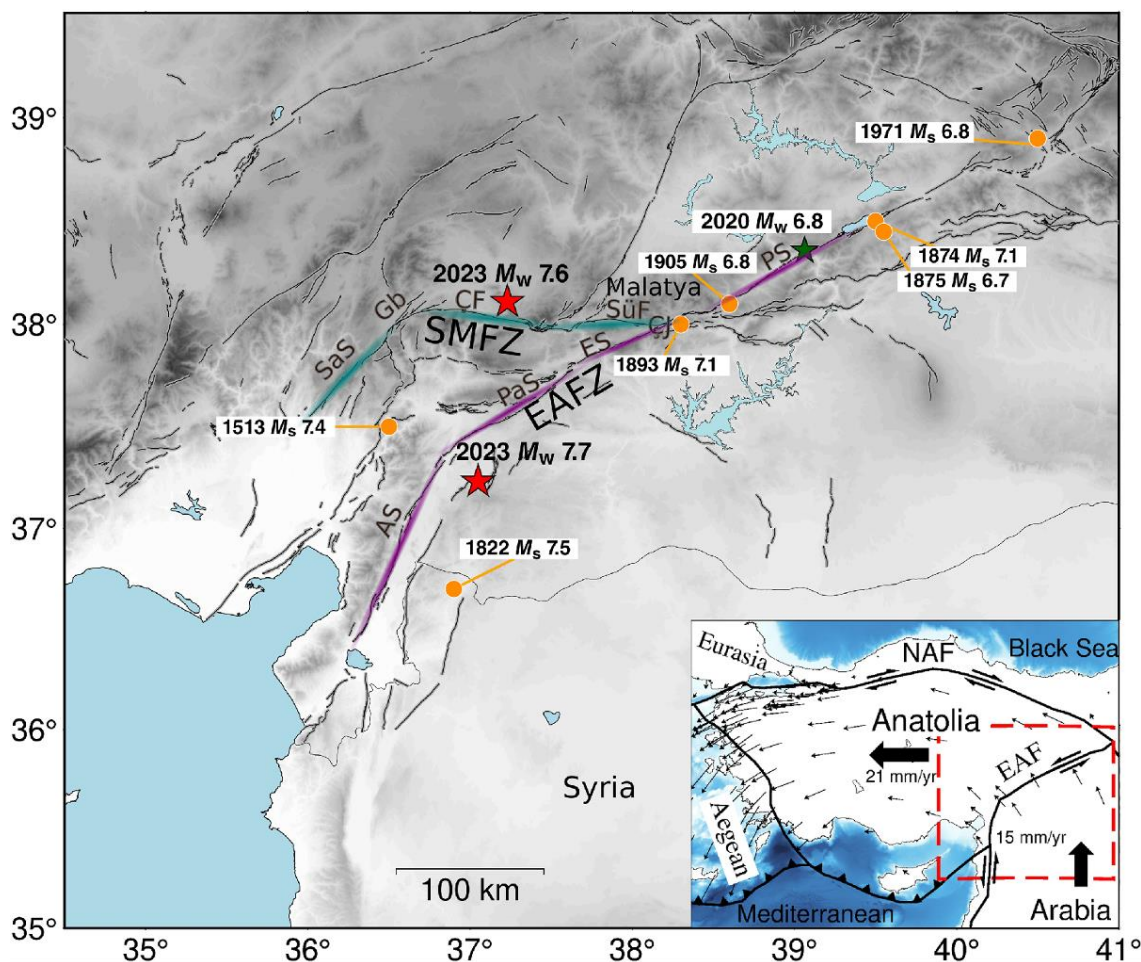 39°
38°
37°
36°
35°
35°
36°
37°
38°
39°
40°
41°
1971 Ms 6.8
2020 Mw 6.8
PS
1874 Ms 7.1
1875 Ms 6.7
1905 Ms 6.8
2023 Mw 7.6
Malatya
Gb
CF
SüF
ÇJ
SMFZ
SaS
ES
1893 Ms 7.1
PaS
EAFZ
1513 Ms 7.4
2023 Mw 7.7
AS
1822 Ms 7.5
Syria
100 km
Eurasia
NAF
Black Sea
Anatolia
21 mm/yr
EAF
Aegean
15 mm/yr
Mediterranean
Arabia